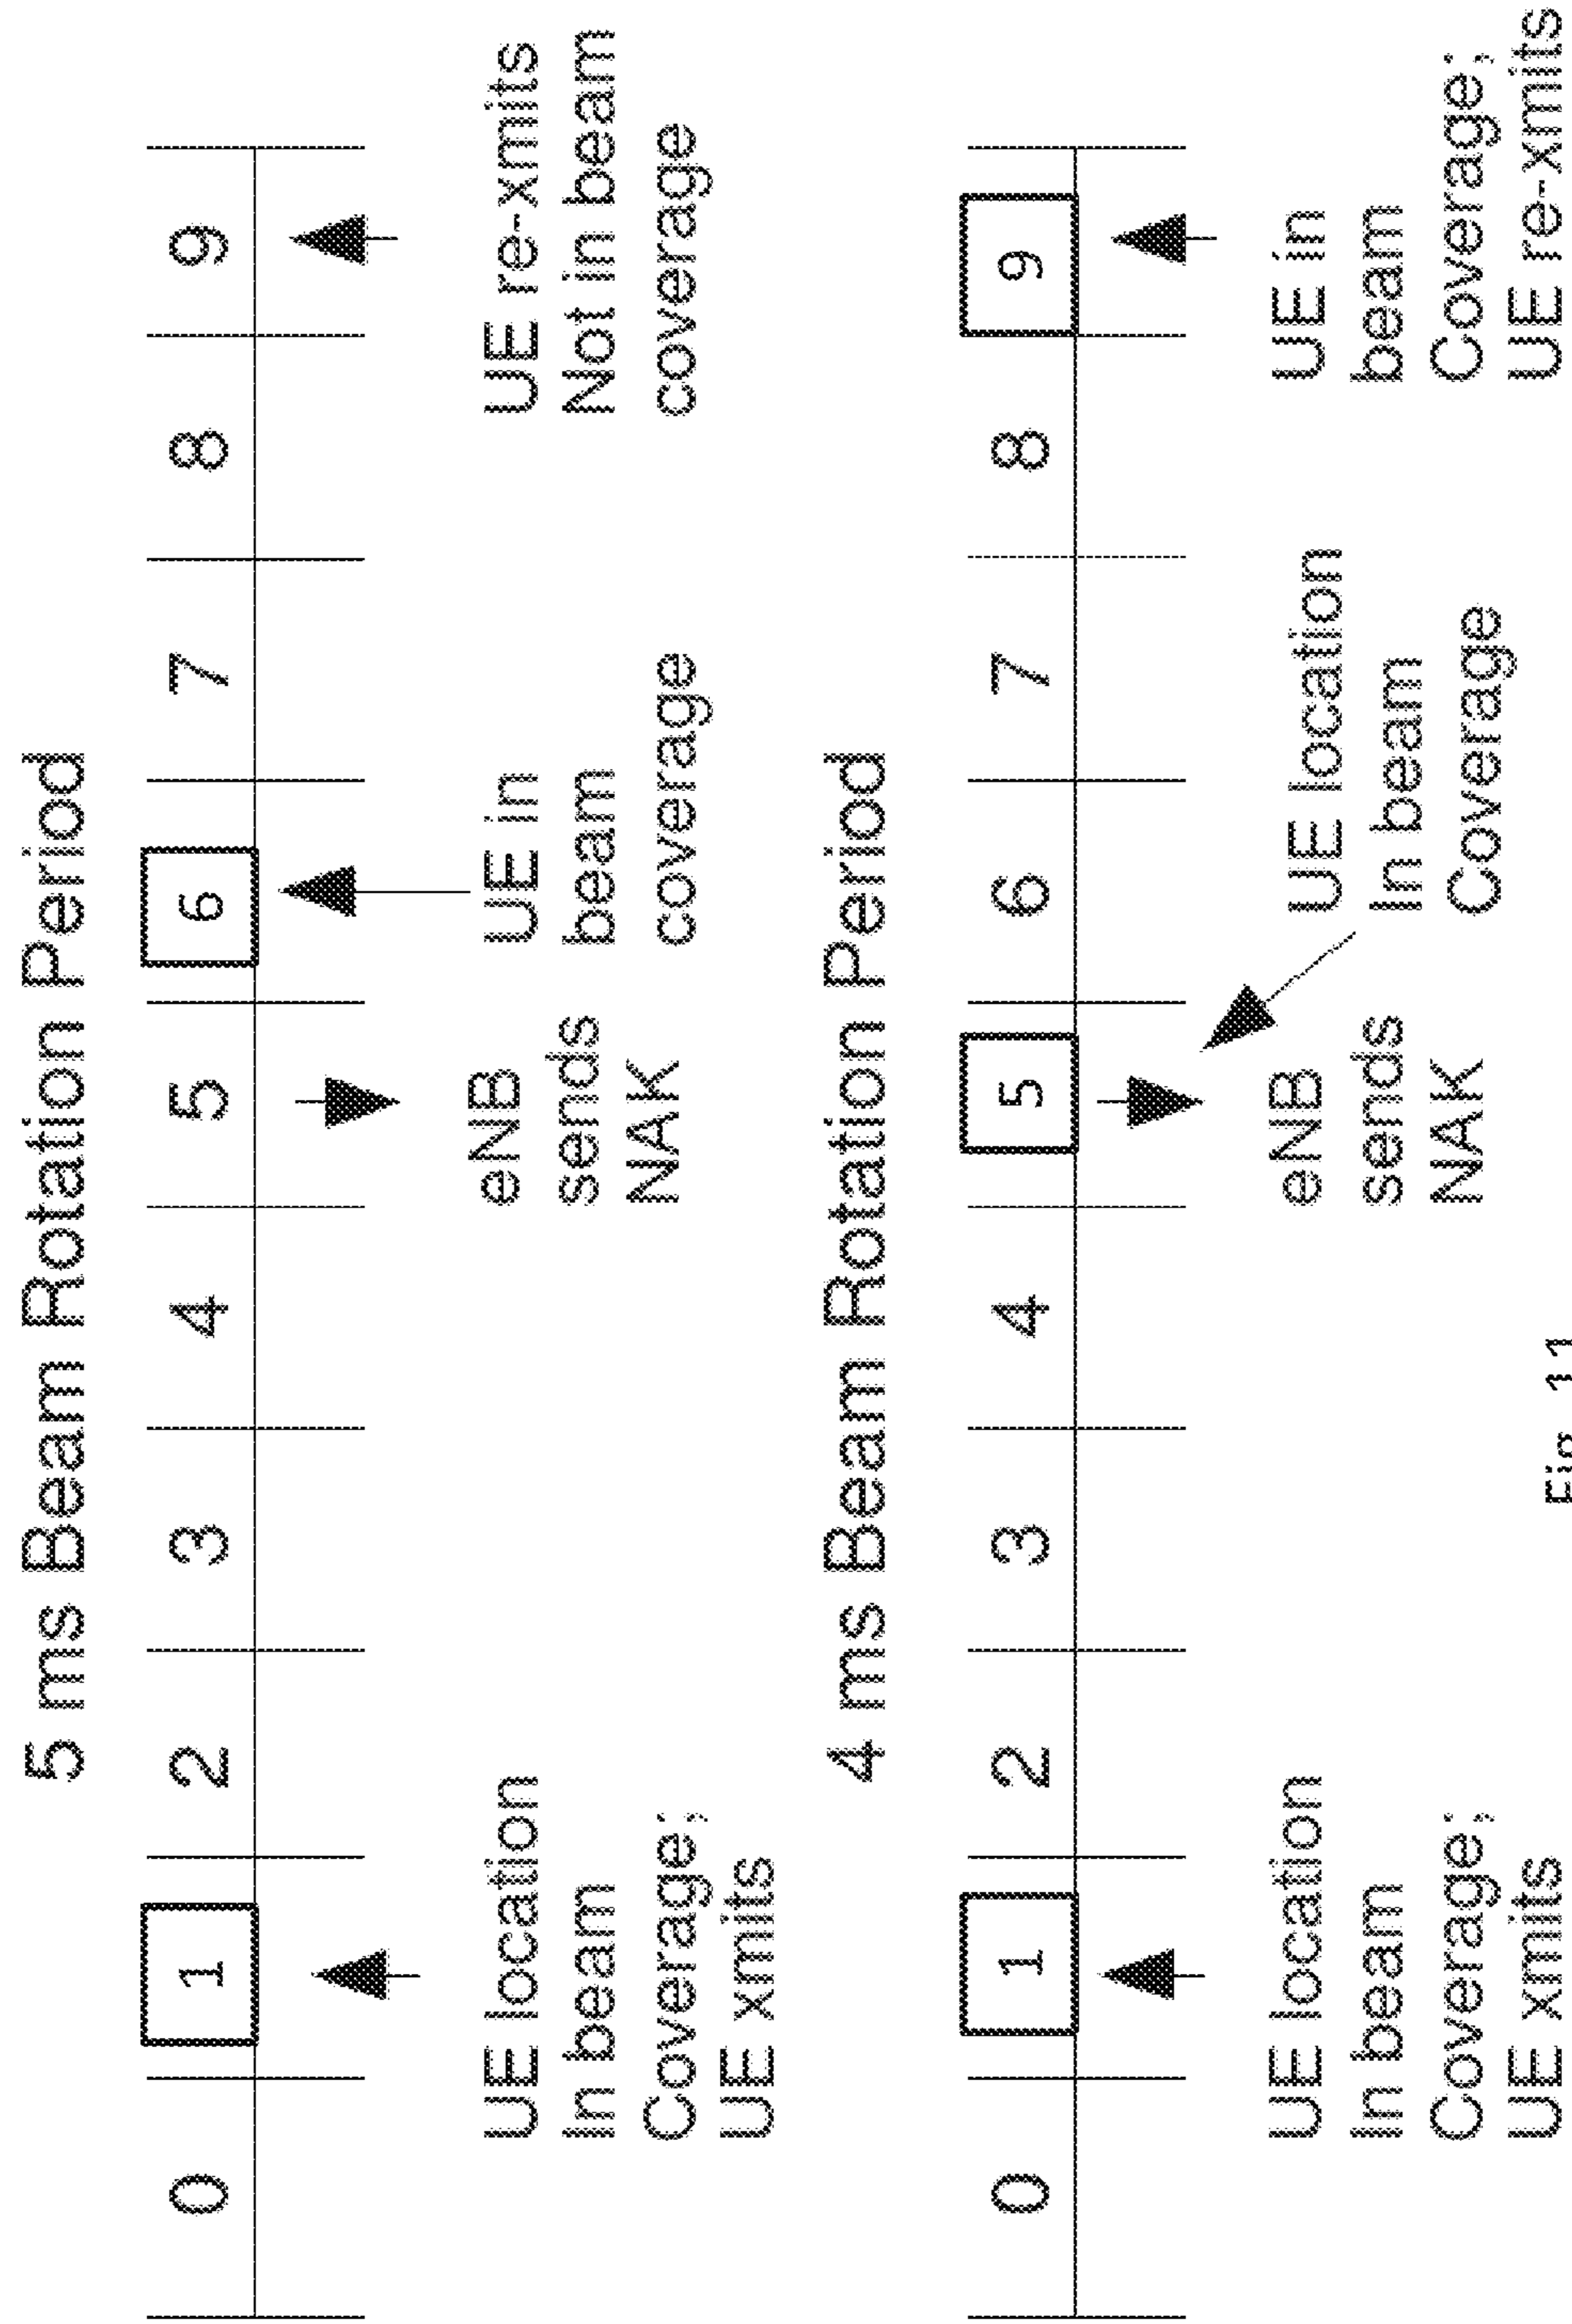 5 ms Beam Rotation Period
0 1 2 3 4 5 6 7 8 9
UE location
In beam
Coverage;
UE xmits
eNB
sends
NAK
UE in
beam
coverage
UE re-xmits
Not in beam
coverage
4 ms Beam Rotation Period
0 1 2 3 4 5 6 7 8 9
UE location
In beam
Coverage;
UE xmits
eNB
sends
NAK
UE location
In beam
Coverage
UE in
beam
Coverage;
UE re-xmits
Fig. 11